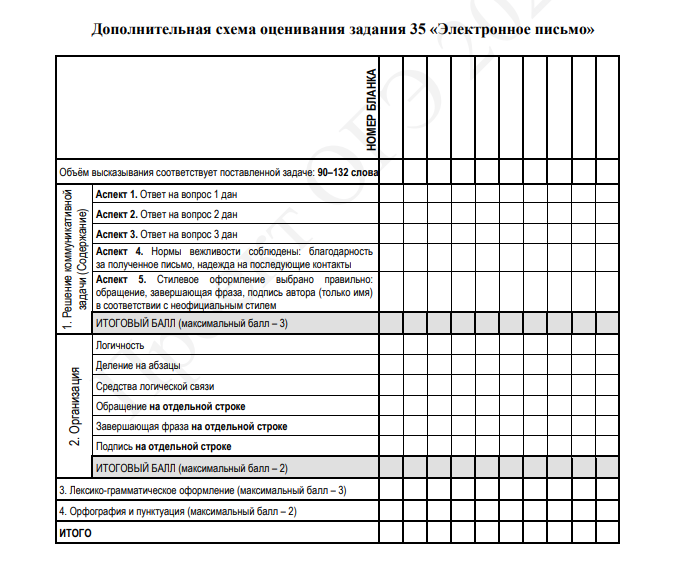 Дополнительная схема оценивания задания 35 «Электронное письмо»
НОМЕР БЛАНКА
Объём высказывания соответствует поставленной задаче: 90–132 слова
1. Решение коммуникативной
задачи (Содержание)
Аспект 1. Ответ на вопрос 1 дан
Аспект 2. Ответ на вопрос 2 дан
Аспект 3. Ответ на вопрос 3 дан
Аспект 4. Нормы вежливости соблюдены: благодарность
за полученное письмо, надежда на последующие контакты
Аспект 5. Стилевое оформление выбрано правильно:
обращение, завершающая фраза, подпись автора (только имя)
в соответствии с неофициальным стилем
ИТОГОВЫЙ БАЛЛ (максимальный балл – 3)
2. Организация
Логичность
Деление на абзацы
Средства логической связи
Обращение на отдельной строке
Завершающая фраза на отдельной строке
Подпись на отдельной строке
ИТОГОВЫЙ БАЛЛ (максимальный балл – 2)
3. Лексико-грамматическое оформление (максимальный балл – 3)
4. Орфография и пунктуация (максимальный балл – 2)
ИТОГО